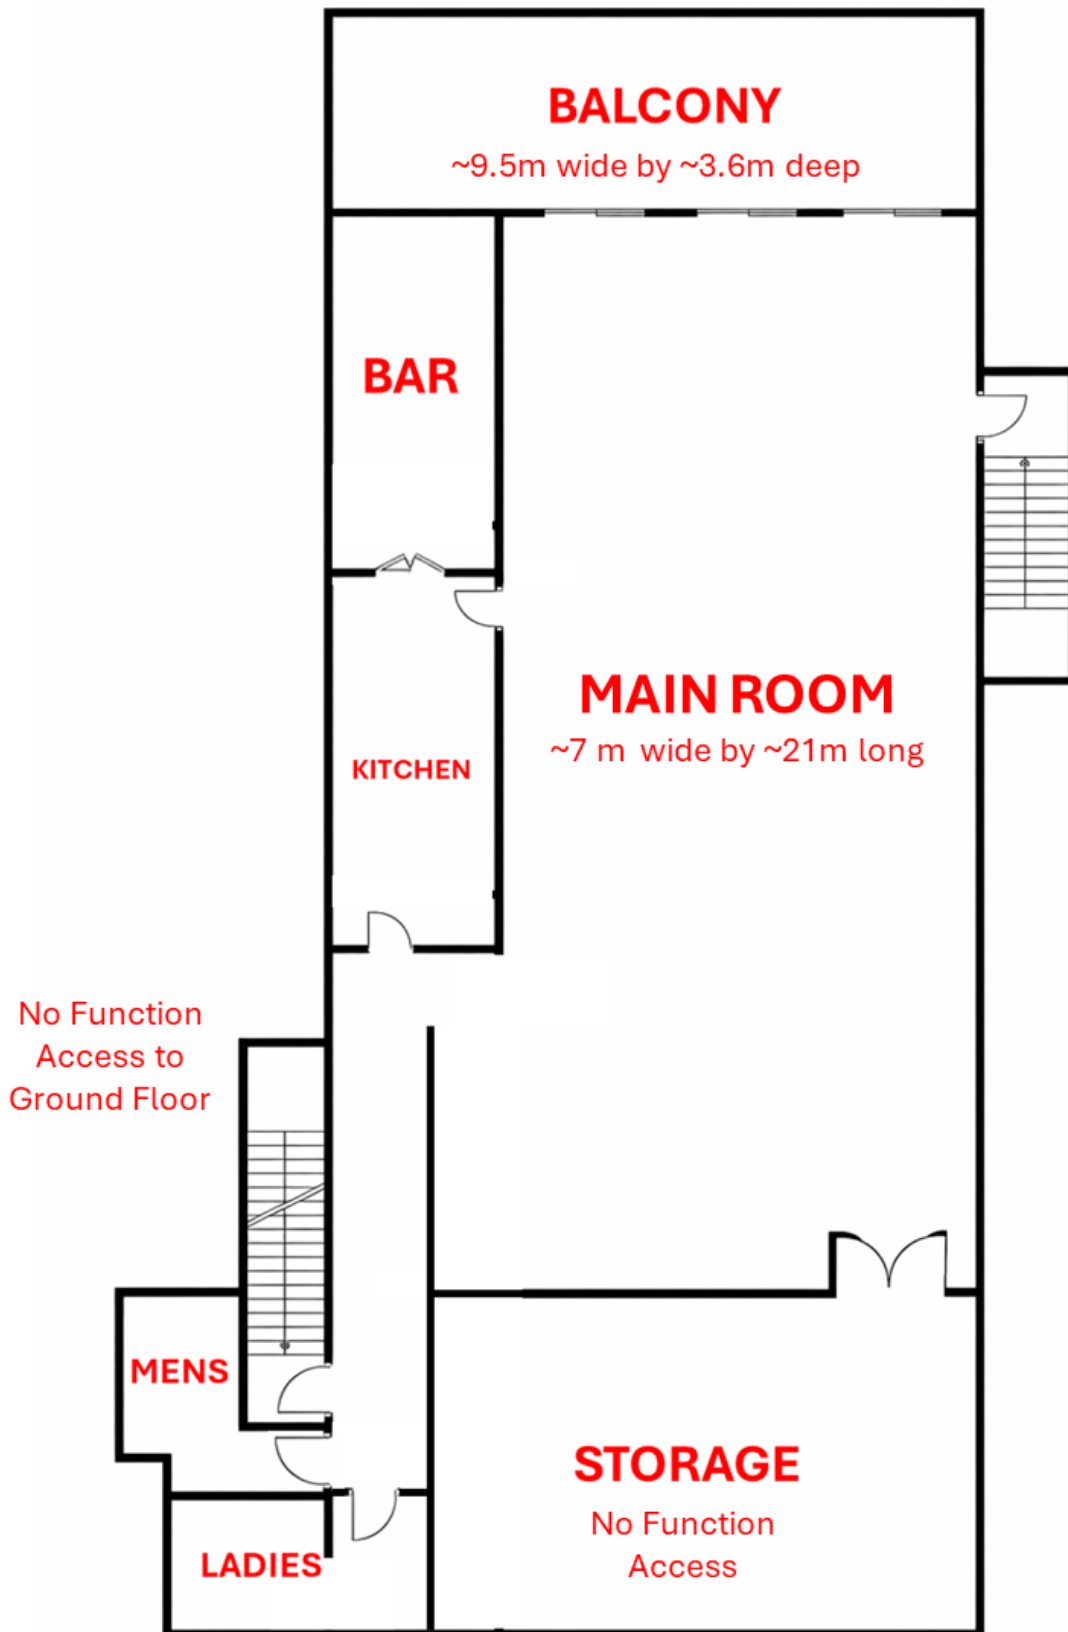 BALCONY
~9.5m wide by ~3.6m deep
BAR
MAIN ROOM
~7 m wide by ~21m long
KITCHEN
No Function
Access to
Ground Floor
MENS
STORAGE
No Function
Access
LADIES